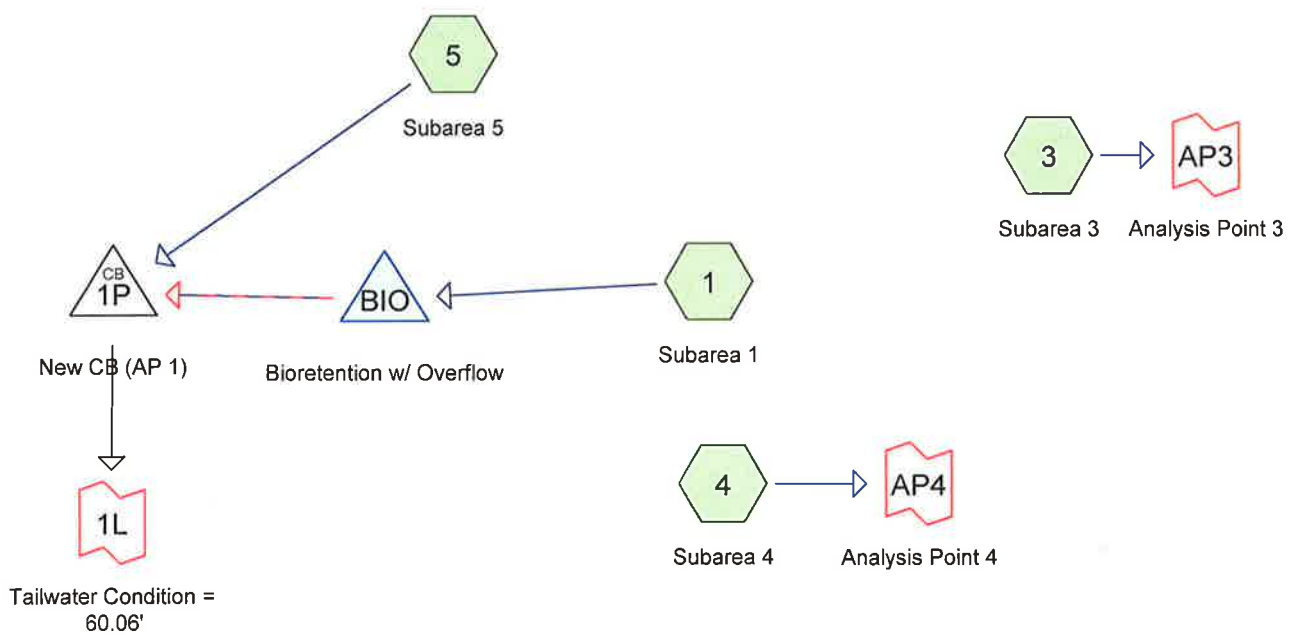 5
Subarea 5
3
AP3
Subarea 3
Analysis Point 3
CB
1P
New CB (AP 1)
BIO
Bioretention w/ Overflow
1
Subarea 1
4
AP4
Subarea 4
Analysis Point 4
1L
Tailwater Condition =
60.06'